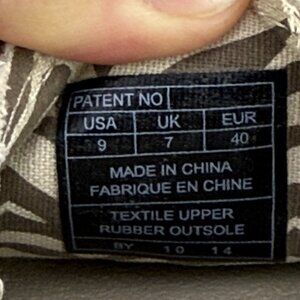 PATENT NO
USA UK EUR
9 7 40
MADE IN CHINA
FABRIQUE EN CHINE
TEXTILE UPPER
RUBBER OUTSOLE
BY 10 14